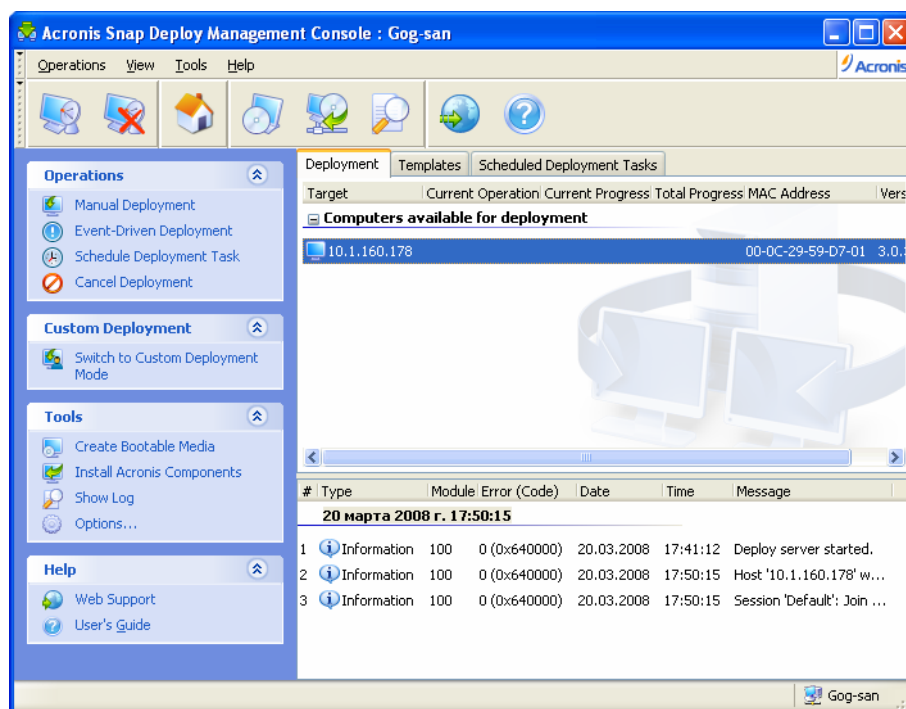 Acronis Snap Deploy Management Console : Gog-san
Operations View Tools Help
Acronis
Operations
Manual Deployment
Event-Driven Deployment
Schedule Deployment Task
Cancel Deployment
Custom Deployment
Switch to Custom Deployment
Mode
Tools
Create Bootable Media
Install Acronis Components
Show Log
Options...
Help
Web Support
User's Guide
Deployment Templates Scheduled Deployment Tasks
Target Current Operation Current Progress Total Progress MAC Address Vers
Computers available for deployment
10.1.160.178 00-0C-29-59-D7-01 3.0.
# Type Module Error (Code) Date Time Message
20 марта 2008 г. 17:50:15
1 Information 100 0 (0x640000) 20.03.2008 17:41:12 Deploy server started.
2 Information 100 0 (0x640000) 20.03.2008 17:50:15 Host '10.1.160.178' w...
3 Information 100 0 (0x640000) 20.03.2008 17:50:15 Session 'Default': Join ...
Gog-san